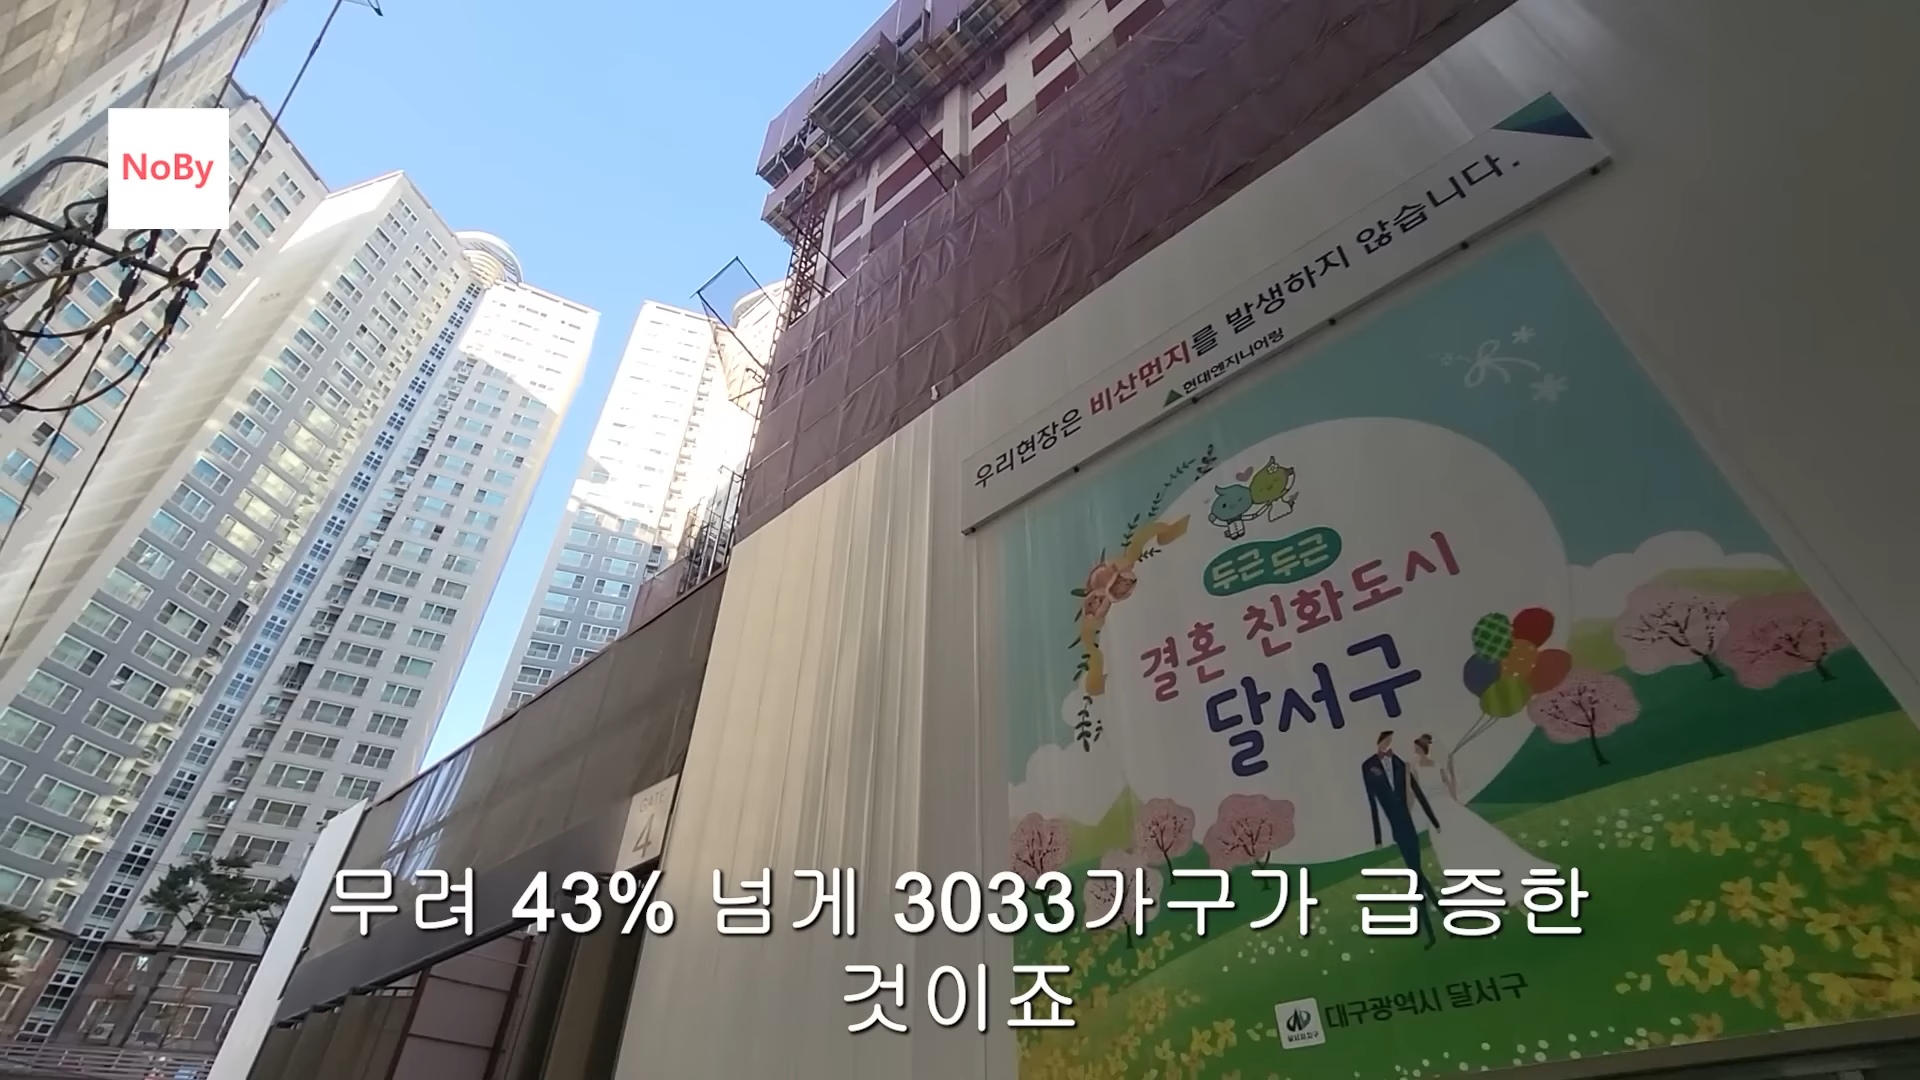 NoBy
우리현장은 비산먼지를 발생하지 않습니다.
현대엔지니어링
두근두근
결혼 친화도시
달서구
GATE
4
무려 43% 넘게 3033가구가 급증한
것이죠
대구광역시 달서구